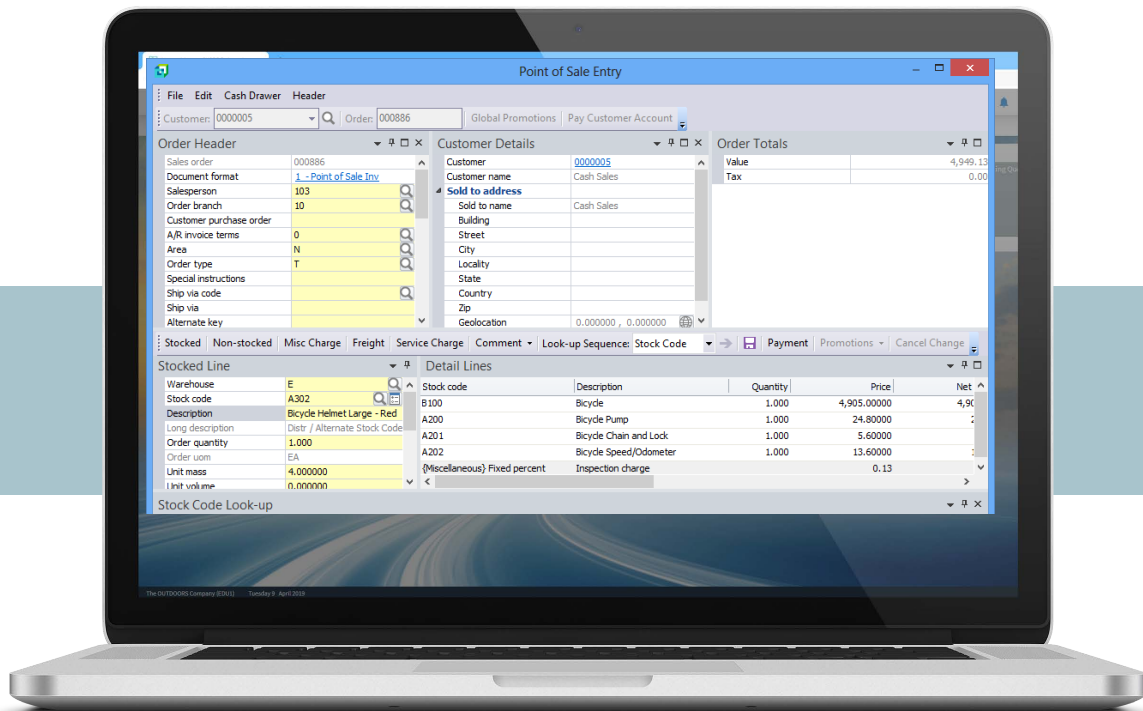 Point of Sale Entry
File Edit Cash Drawer Header
Customer: 0000005 Order: 000886 Global Promotions Pay Customer Account
Order Header
Sales order 000886
Document format 1 - Point of Sale Inv
Salesperson 103
Order branch 10
Customer purchase order
A/R invoice terms 0
Area N
Order type T
Special instructions
Ship via code
Ship via
Alternate key
Customer Details
Customer 0000005
Customer name Cash Sales
Sold to address
Sold to name Cash Sales
Building
Street
City
Locality
State
Country
Zip
Geolocation 0.000000 , 0.000000
Order Totals
Value 4,949.13
Tax 0.00
Stocked Non-stocked Misc Charge Freight Service Charge Comment Look-up Sequence: Stock Code Payment Promotions Cancel Change
Stocked Line
Warehouse E
Stock code A302
Description Bicycle Helmet Large - Red
Long description Distr / Alternate Stock Code
Order quantity 1.000
Order uom EA
Unit mass 4.000000
Unit volume 0.000000
Detail Lines
Stock code Description Quantity Price Net
B100 Bicycle 1.000 4,905.00000 4,90
A200 Bicycle Pump 1.000 24.80000
A201 Bicycle Chain and Lock 1.000 5.60000
A202 Bicycle Speed/Odometer 1.000 13.60000
{Miscellaneous} Fixed percent Inspection charge 0.13
Stock Code Look-up
The OUTDOORS Company (EDU1) Tuesday 9 April 2019